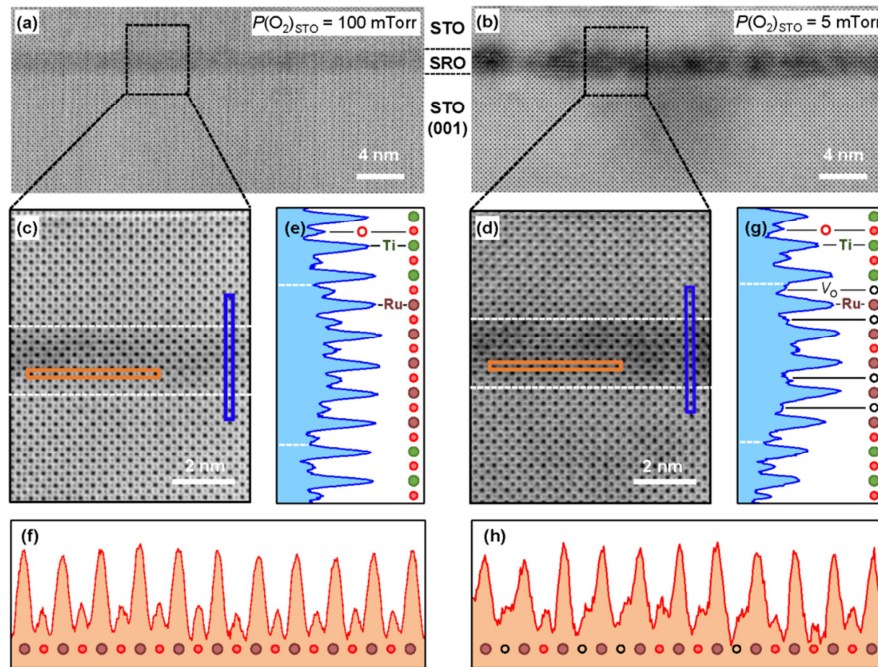 (a)
P(O₂)STO = 100 mTorr
4 nm
STO
SRO
STO
(001)
(b)
P(O₂)STO = 5 mTorr
4 nm
(c)
2 nm
(e)
O
Ti
Ru
(d)
2 nm
(g)
O
Ti
VO
Ru
(f)
(h)